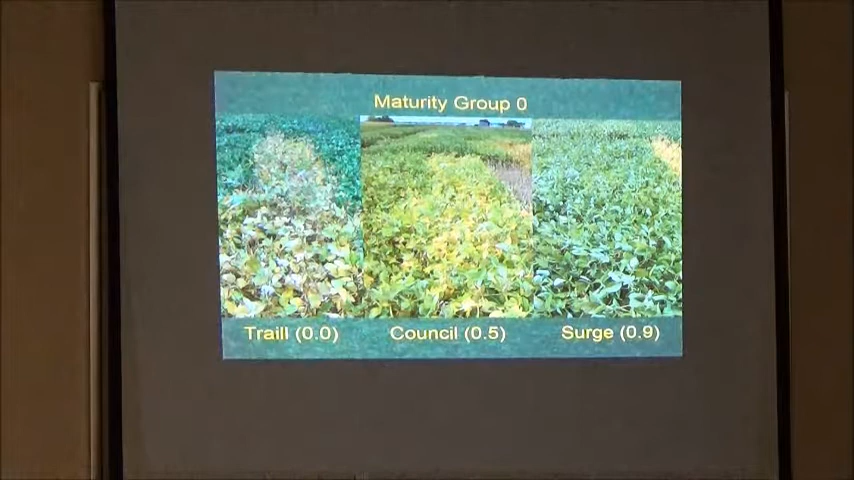 Maturity Group 0
Traill (0.0)
Council (0.5)
Surge (0.9)